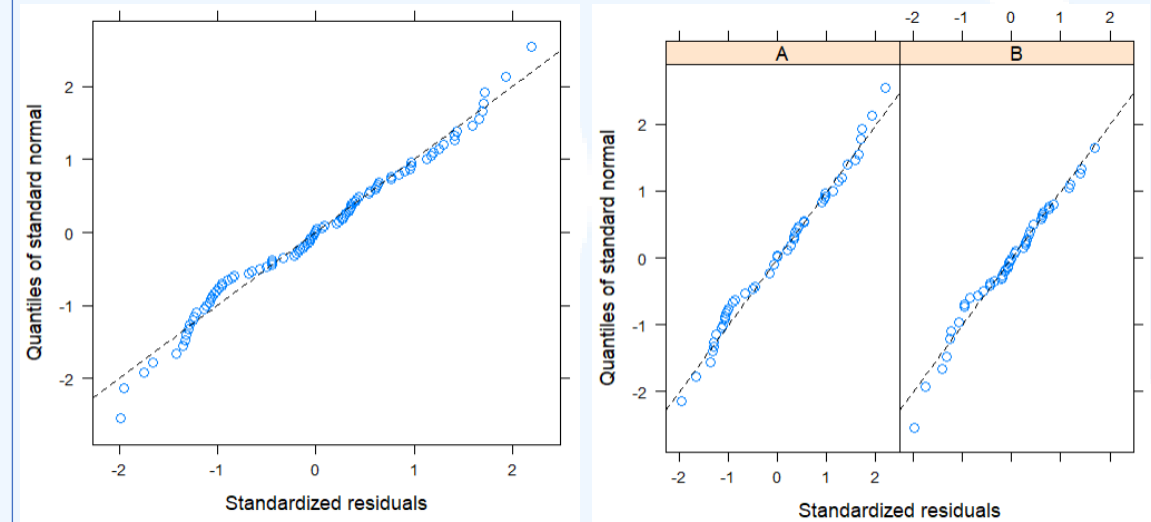 Quantiles of standard normal
2
1
0
-1
-2
-2 -1 0 1 2
Standardized residuals
-2 -1 0 1 2
A B
Quantiles of standard normal
2
1
0
-1
-2
-2 -1 0 1 2
Standardized residuals